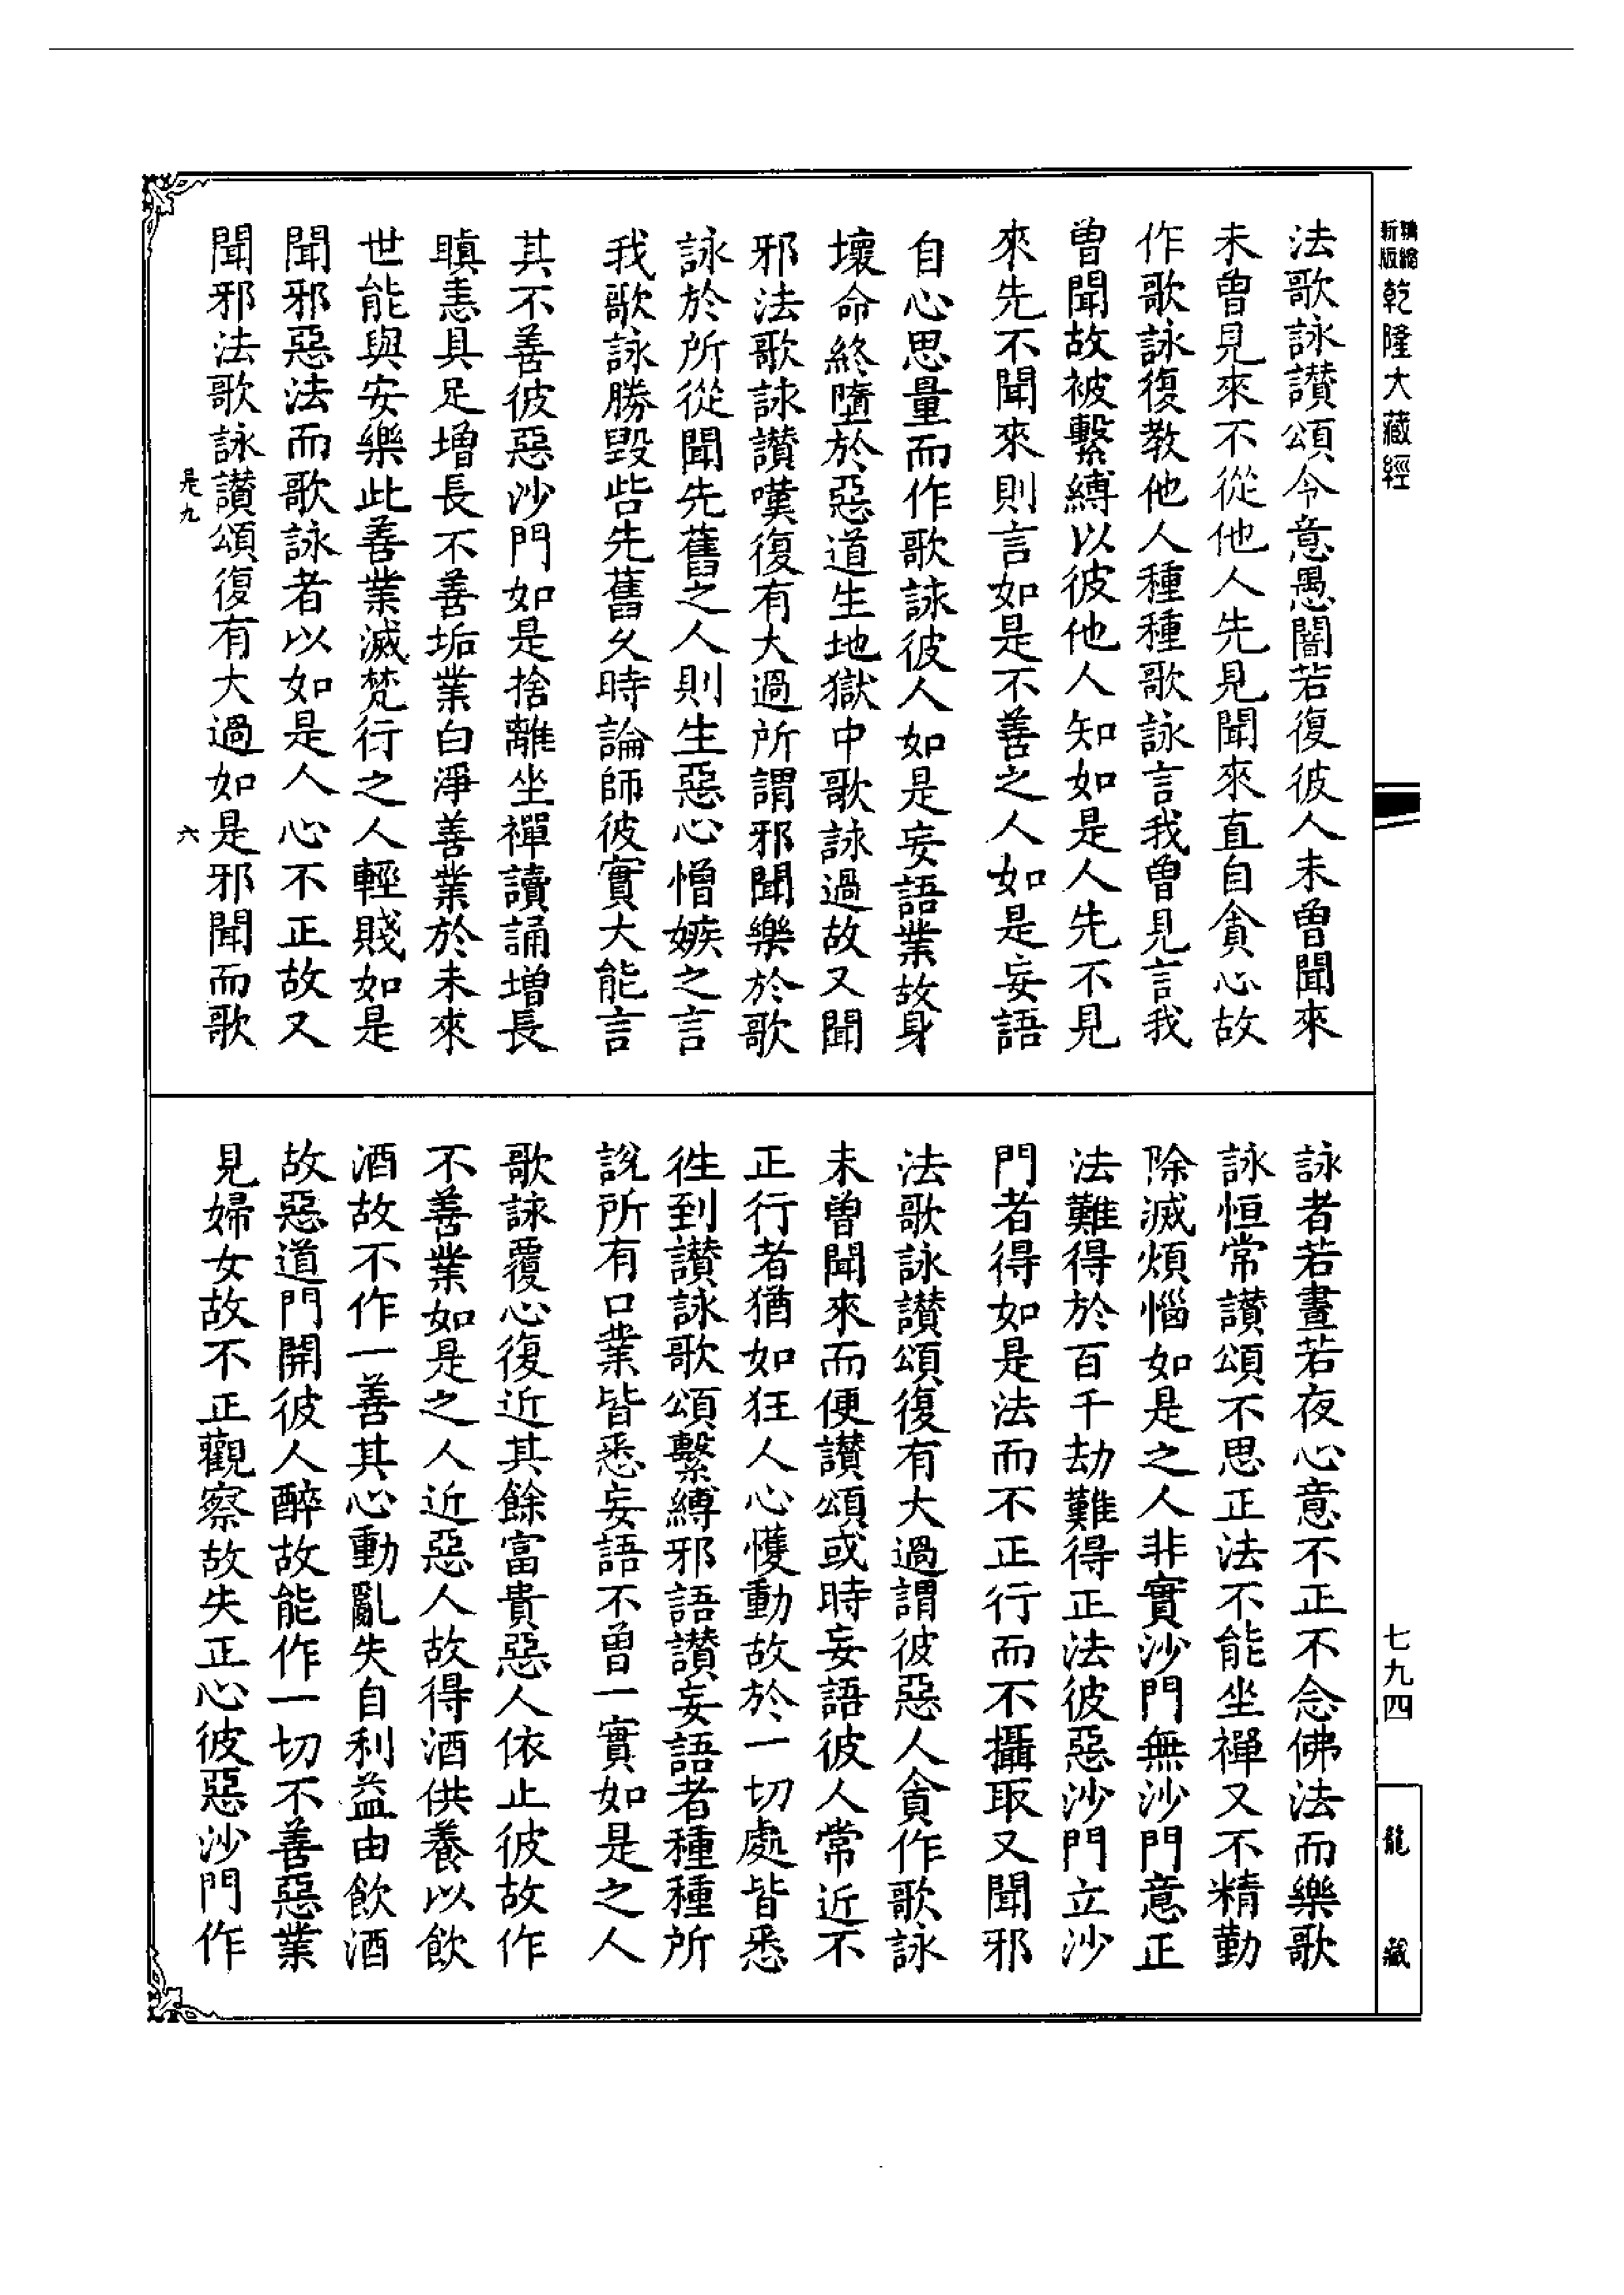 新編縮版乾隆大藏經
法歌詠讃頌令意愚闇若復彼人未曾聞來
未曾見來不從他人先見聞來直自貪心故
作歌詠復教他人種種歌詠言我曾見言我
曾聞故被繫縛以彼他人知如是人先不見
來先不聞來則言如是不善之人如是妄語
自心思量而作歌詠彼人如是妄語業故身
壞命終墮於惡道生地獄中歌詠過故又聞
邪法歌詠讃嘆復有大過所謂邪聞樂於歌
詠於所從聞先舊之人則生惡心憎嫉之言
我歌詠勝毀呰先舊久時論師彼實大能言
其不善彼惡沙門如是捨離坐禪讀誦增長
瞋恚具足增長不善垢業白淨善業於未來
世能與安樂此善業滅梵行之人輕賤如是
聞邪惡法而歌詠者以如是人心不正故又
聞邪法歌詠讃頌復有大過如是邪聞而歌
是九 六
詠者若晝若夜心意不正不念佛法而樂歌
詠恒常讃頌不思正法不能坐禪又不精勤
除滅煩惱如是之人非實沙門無沙門意正
法難得於百千劫難得正法彼惡沙門立沙
門者得如是法而不正行而不攝取又聞邪
法歌詠讃頌復有大過謂彼惡人貪作歌詠
未曾聞來而便讃頌或時妄語彼人常近不
正行者猶如狂人心憹動故於一切處皆悉
徃到讃詠歌頌繫縛邪語讃妄語者種種所
說所有口業皆悉妄語不曾一實如是之人
歌詠覆心復近其餘富貴惡人依止彼故作
不善業如是之人近惡人故得酒供養以飲
酒故不作一善其心動亂失自利益由飲酒
故惡道門開彼人醉故能作一切不善惡業
見婦女故不正觀察故失正心彼惡沙門作
七九四
龍藏